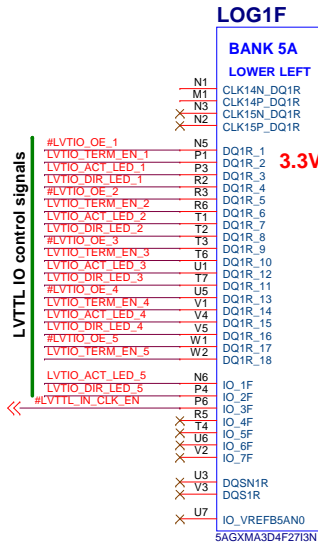 LOG1F
BANK 5A
LOWER LEFT
3.3V
LVTTL IO control signals
N1 CLK14N_DQ1R
M1 CLK14P_DQ1R
N3 CLK15N_DQ1R
N2 CLK15P_DQ1R
#LVTIO_OE_1 N5 DQ1R_1
LVTIO_TERM_EN_1 P1 DQ1R_2
LVTIO_ACT_LED_1 P3 DQ1R_3
LVTIO_DIR_LED_1 R2 DQ1R_4
#LVTIO_OE_2 R3 DQ1R_5
LVTIO_TERM_EN_2 R6 DQ1R_6
LVTIO_ACT_LED_2 T1 DQ1R_7
LVTIO_DIR_LED_2 T2 DQ1R_8
#LVTIO_OE_3 T3 DQ1R_9
LVTIO_TERM_EN_3 T6 DQ1R_10
LVTIO_ACT_LED_3 U1 DQ1R_12
LVTIO_DIR_LED_3 T7 DQ1R_11
#LVTIO_OE_4 U5 DQ1R_13
LVTIO_TERM_EN_4 V1 DQ1R_14
LVTIO_ACT_LED_4 V4 DQ1R_15
LVTIO_DIR_LED_4 V5 DQ1R_16
#LVTIO_OE_5 W1 DQ1R_17
LVTIO_TERM_EN_5 W2 DQ1R_18
LVTIO_ACT_LED_5 N6 IO_1F
LVTIO_DIR_LED_5 P4 IO_2F
#LVTTL_IN_CLK_EN P6 IO_3F
R5 IO_4F
T4 IO_5F
U6 IO_6F
V2 IO_7F
U3 DQSN1R
V3 DQS1R
U7 IO_VREFB5AN0
5AGXMA3D4F27I3N